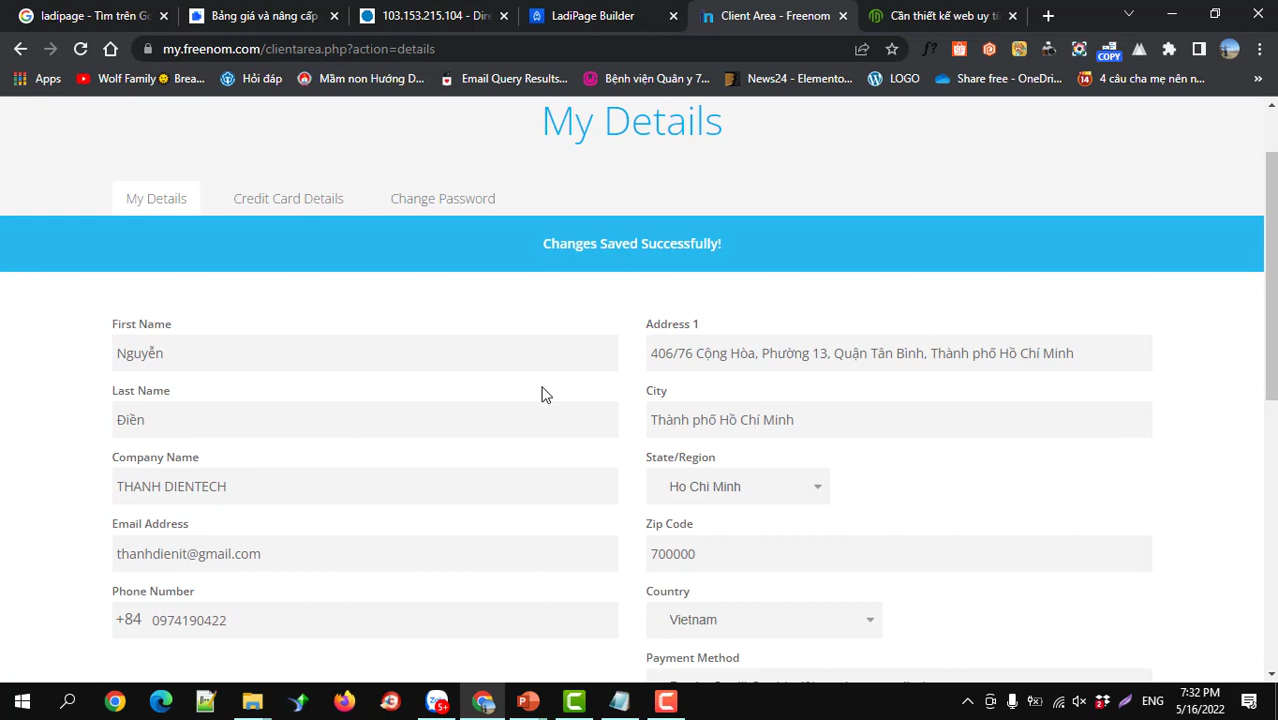 ladipage - Tìm trên Go
Bảng giá và nâng cấp
103.153.215.104 - Dire
LadiPage Builder
Client Area - Freenom
Cần thiết kế web uy tí
my.freenom.com/clientarea.php?action=details
COPY
Apps
Wolf Family Brea...
Hỏi đáp
Mầm non Hướng D...
Email Query Results...
Bệnh viện Quân y 7...
News24 - Elemento...
LOGO
Share free - OneDri...
4 câu cha mẹ nên n...
My Details
My Details
Credit Card Details
Change Password
Changes Saved Successfully!
First Name
Nguyễn
Address 1
406/76 Cộng Hòa, Phường 13, Quận Tân Bình, Thành phố Hồ Chí Minh
Last Name
Điền
City
Thành phố Hồ Chí Minh
Company Name
THANH DIENTECH
State/Region
Ho Chi Minh
Email Address
thanhdienit@gmail.com
Zip Code
700000
Phone Number
+84 0974190422
Country
Vietnam
Payment Method
ENG
7:32 PM
5/16/2022